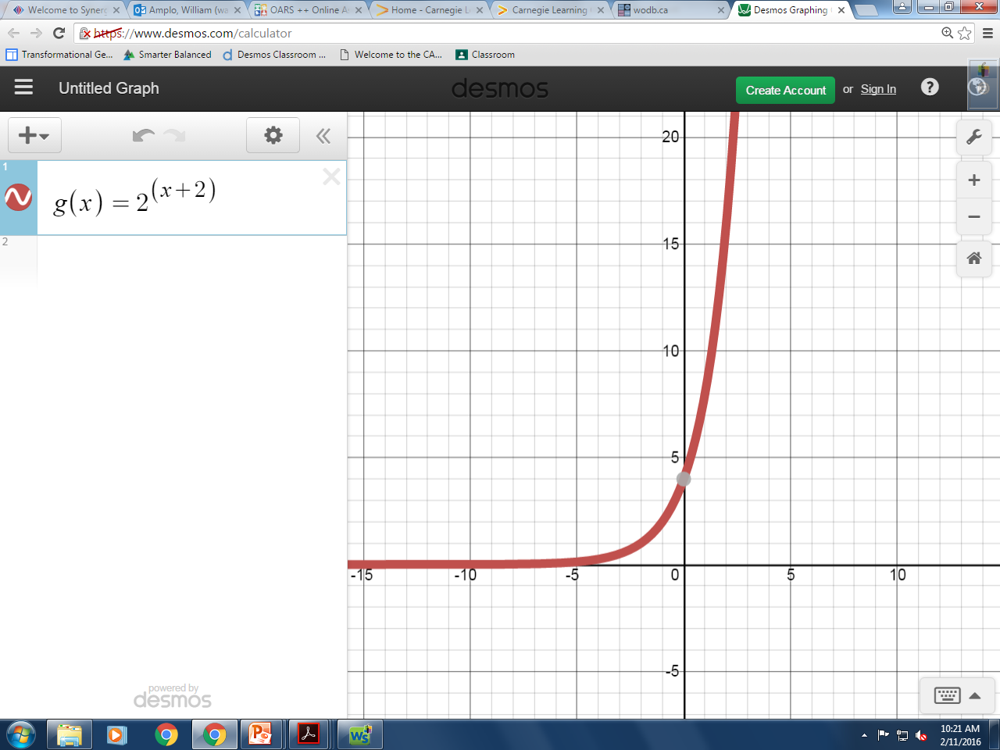 Welcome to Synerg
Amplo, William (wa
OARS ++ Online As
Home - Carnegie Le
Carnegie Learning
wodb.ca
Desmos Graphing
https://www.desmos.com/calculator
Transformational Ge...
Smarter Balanced
Desmos Classroom ...
Welcome to the CA...
Classroom
Untitled Graph
desmos
Create Account or Sign In
?
1
g(x) = 2^(x+2)
2
20
15
10
5
-15 -10 -5 0 5 10
-5
powered by
desmos
10:21 AM
2/11/2016